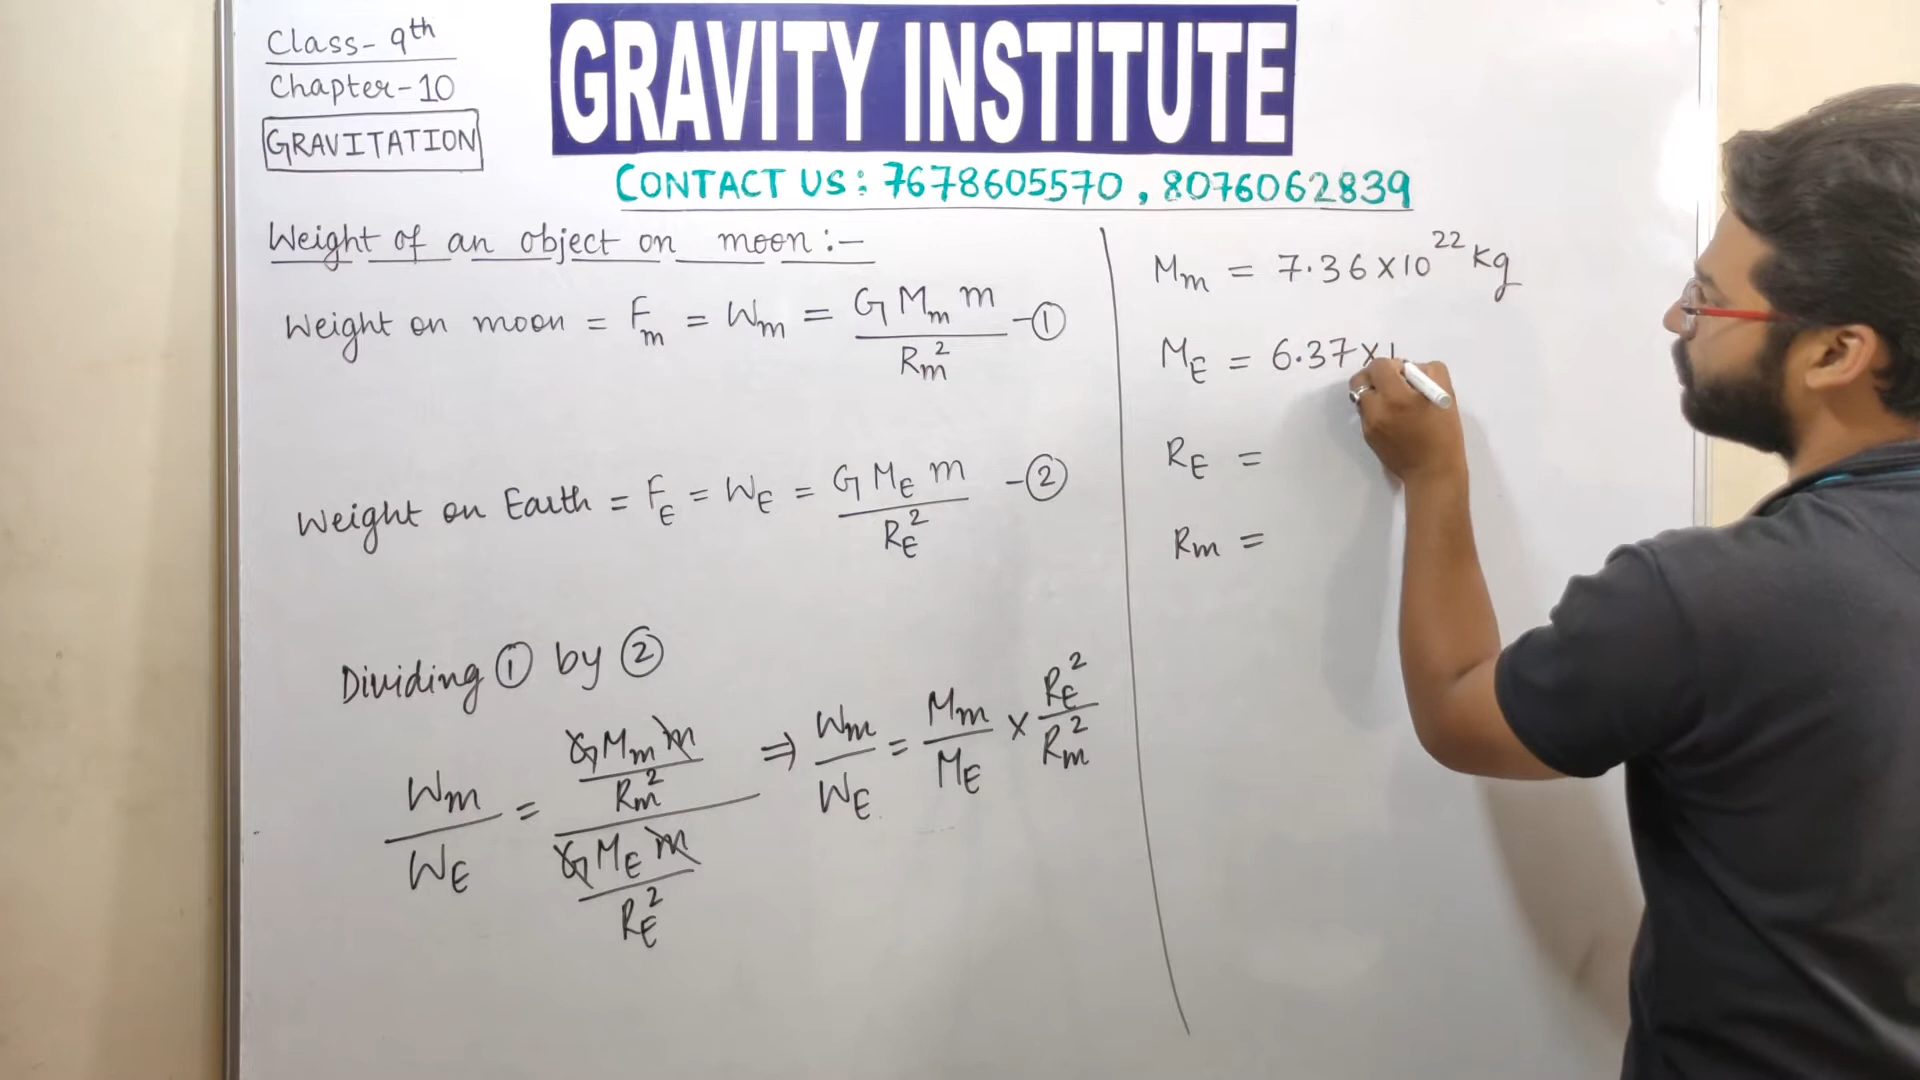 Class- 9th
Chapter-10
GRAVITATION
GRAVITY INSTITUTE
CONTACT US: 7678605570, 8076062839
Weight of an object on moon :-
Weight on moon = Fm = Wm = G Mm m / Rm² -①
Weight on Earth = FE = WE = G ME m / RE² -②
Dividing ① by ②
Wm / WE = (G Mm m / Rm²) / (G ME m / RE²) ⇒ Wm / WE = Mm / ME × RE² / Rm²
Mm = 7.36×10²² kg
ME = 6.37×1
RE =
Rm =